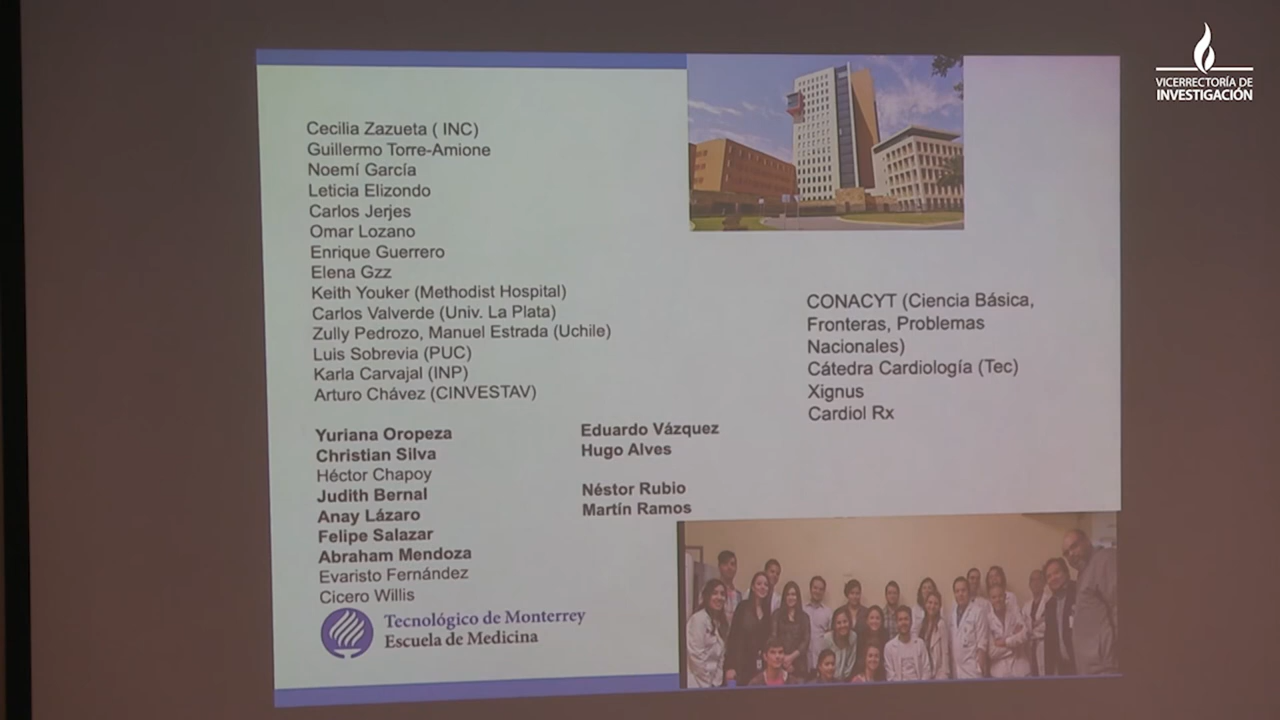 VICERRECTORÍA DE
INVESTIGACIÓN
Cecilia Zazueta ( INC)
Guillermo Torre-Amione
Noemí García
Leticia Elizondo
Carlos Jerjes
Omar Lozano
Enrique Guerrero
Elena Gzz
Keith Youker (Methodist Hospital)
Carlos Valverde (Univ. La Plata)
Zully Pedrozo, Manuel Estrada (Uchile)
Luis Sobrevia (PUC)
Karla Carvajal (INP)
Arturo Chávez (CINVESTAV)
Yuriana Oropeza
Christian Silva
Héctor Chapoy
Judith Bernal
Anay Lázaro
Felipe Salazar
Abraham Mendoza
Evaristo Fernández
Cicero Willis
Eduardo Vázquez
Hugo Alves
Néstor Rubio
Martín Ramos
CONACYT (Ciencia Básica,
Fronteras, Problemas
Nacionales)
Cátedra Cardiología (Tec)
Xignus
Cardiol Rx
Tecnológico de Monterrey
Escuela de Medicina